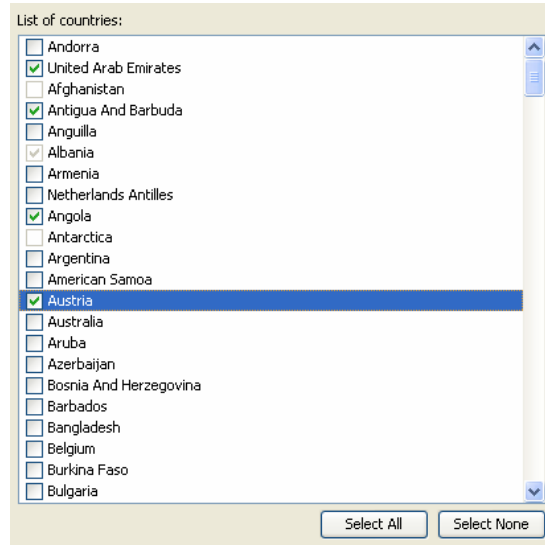 List of countries:
Andorra
United Arab Emirates
Afghanistan
Antigua And Barbuda
Anguilla
Albania
Armenia
Netherlands Antilles
Angola
Antarctica
Argentina
American Samoa
Austria
Australia
Aruba
Azerbaijan
Bosnia And Herzegovina
Barbados
Bangladesh
Belgium
Burkina Faso
Bulgaria
Select All Select None